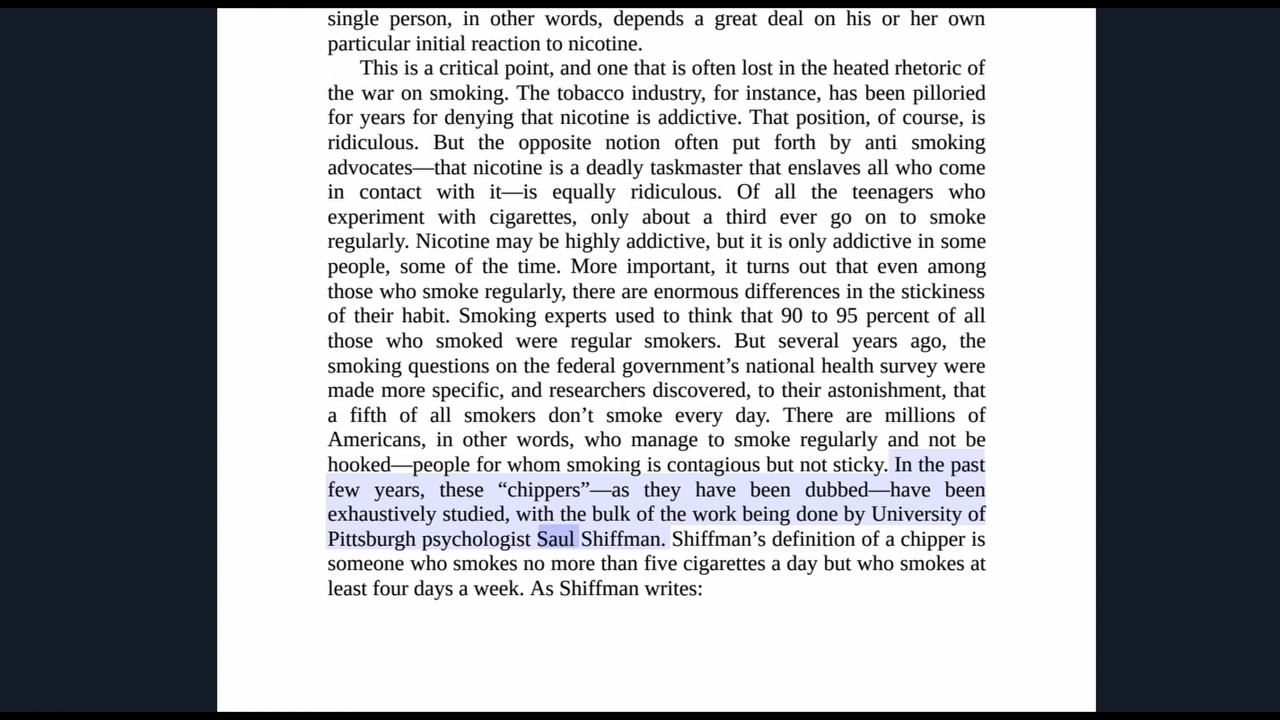 single person, in other words, depends a great deal on his or her own
particular initial reaction to nicotine.
This is a critical point, and one that is often lost in the heated rhetoric of
the war on smoking. The tobacco industry, for instance, has been pilloried
for years for denying that nicotine is addictive. That position, of course, is
ridiculous. But the opposite notion often put forth by anti smoking
advocates—that nicotine is a deadly taskmaster that enslaves all who come
in contact with it—is equally ridiculous. Of all the teenagers who
experiment with cigarettes, only about a third ever go on to smoke
regularly. Nicotine may be highly addictive, but it is only addictive in some
people, some of the time. More important, it turns out that even among
those who smoke regularly, there are enormous differences in the stickiness
of their habit. Smoking experts used to think that 90 to 95 percent of all
those who smoked were regular smokers. But several years ago, the
smoking questions on the federal government’s national health survey were
made more specific, and researchers discovered, to their astonishment, that
a fifth of all smokers don’t smoke every day. There are millions of
Americans, in other words, who manage to smoke regularly and not be
hooked—people for whom smoking is contagious but not sticky. In the past
few years, these “chippers”—as they have been dubbed—have been
exhaustively studied, with the bulk of the work being done by University of
Pittsburgh psychologist Saul Shiffman. Shiffman’s definition of a chipper is
someone who smokes no more than five cigarettes a day but who smokes at
least four days a week. As Shiffman writes: